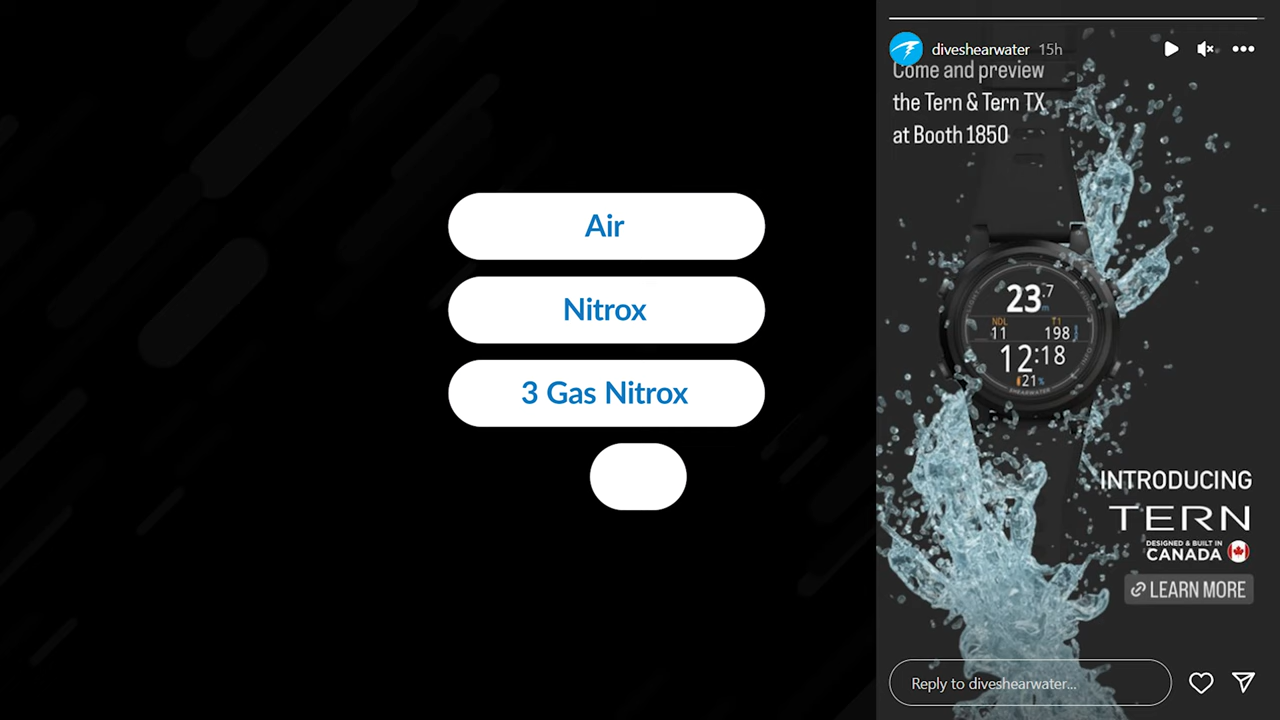 Air
Nitrox
3 Gas Nitrox
diveshearwater 15h
Come and preview
the Tern & Tern TX
at Booth 1850
23.7
m
NDL T1
11 198
12:18
21%
SHEARWATER
INTRODUCING
TERN
DESIGNED & BUILT IN
CANADA
LEARN MORE
Reply to diveshearwater...